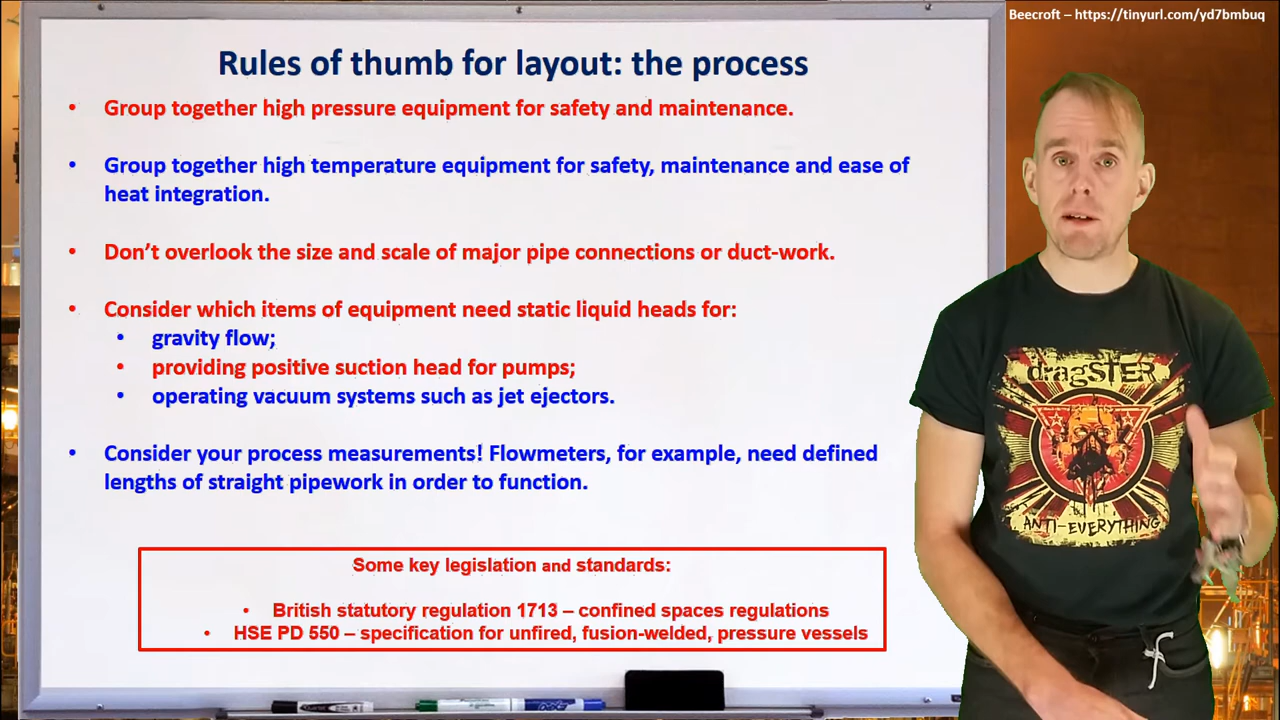 Beecroft – https://tinyurl.com/yd7bmbuq
Rules of thumb for layout: the process
• Group together high pressure equipment for safety and maintenance.
• Group together high temperature equipment for safety, maintenance and ease of
heat integration.
• Don’t overlook the size and scale of major pipe connections or duct-work.
• Consider which items of equipment need static liquid heads for:
• gravity flow;
• providing positive suction head for pumps;
• operating vacuum systems such as jet ejectors.
• Consider your process measurements! Flowmeters, for example, need defined
lengths of straight pipework in order to function.
Some key legislation and standards:
• British statutory regulation 1713 – confined spaces regulations
• HSE PD 550 – specification for unfired, fusion-welded, pressure vessels
dragSTER
ANTI-EVERYTHING